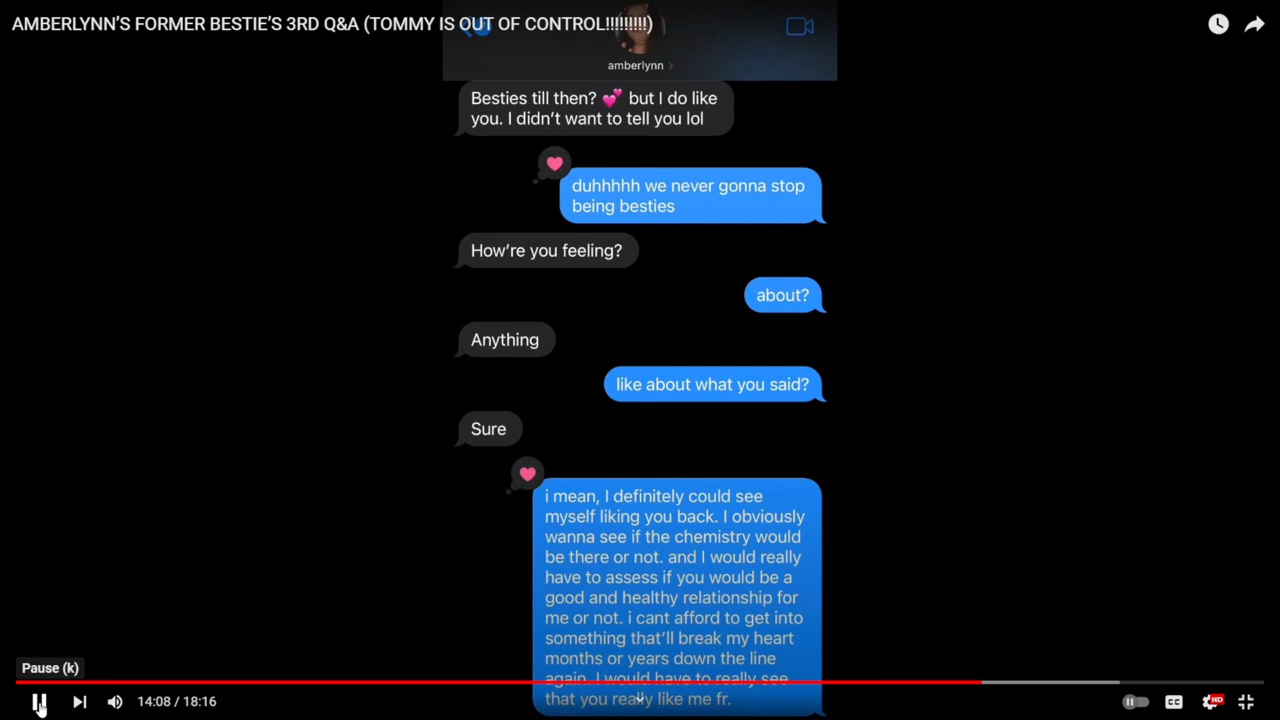 AMBERLYNN’S FORMER BESTIE’S 3RD Q&A (TOMMY IS OUT OF CONTROL!!!!!!!!!)
amberlynn
Besties till then? 💕 but I do like
you. I didn’t want to tell you lol
duhhhhh we never gonna stop
being besties
How’re you feeling?
about?
Anything
like about what you said?
Sure
i mean, I definitely could see
myself liking you back. I obviously
wanna see if the chemistry would
be there or not. and I would really
have to assess if you would be a
good and healthy relationship for
me or not. i cant afford to get into
something that’ll break my heart
months or years down the line
again. I would have to really see
that you really like me fr.
Pause (k)
14:08 / 18:16
CC
HD